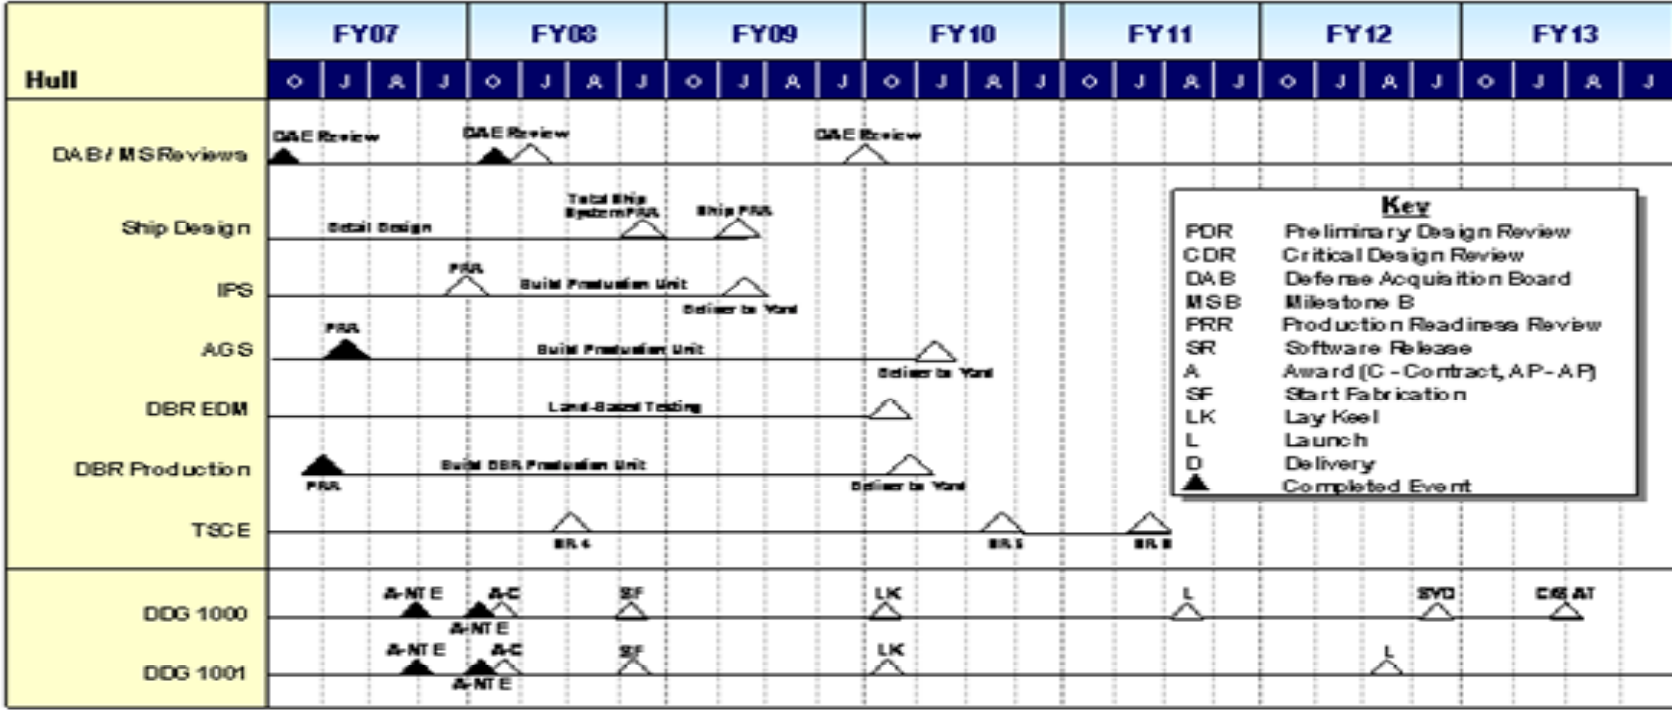 FY07 FY08 FY09 FY10 FY11 FY12 FY13
Hull O J A J O J A J O J A J O J A J O J A J O J A J O J A J
DAE Review DAE Review DAE Review
DAB / MS Reviews
Total Ship
System PRR Ship PRR
Ship Design Detail Design
PRR
IPS Build Production Unit
Deliver to Yard
PRR
AGS Build Production Unit
Deliver to Yard
DBR EDM Land-Based Testing
DBR Production Build DBR Production Unit
PRR Deliver to Yard
TSCE
Key
PDR Preliminary Design Review
CDR Critical Design Review
DAB Defense Acquisition Board
MSB Milestone B
PRR Production Readiness Review
SR Software Release
A Award (C - Contract, AP - AP)
SF Start Fabrication
LK Lay Keel
L Launch
D Delivery
Completed Event
A-NTE A-C SF LK L
DDG 1000
A-NTE
A-NTE A-C SF LK L
DDG 1001
A-NTE